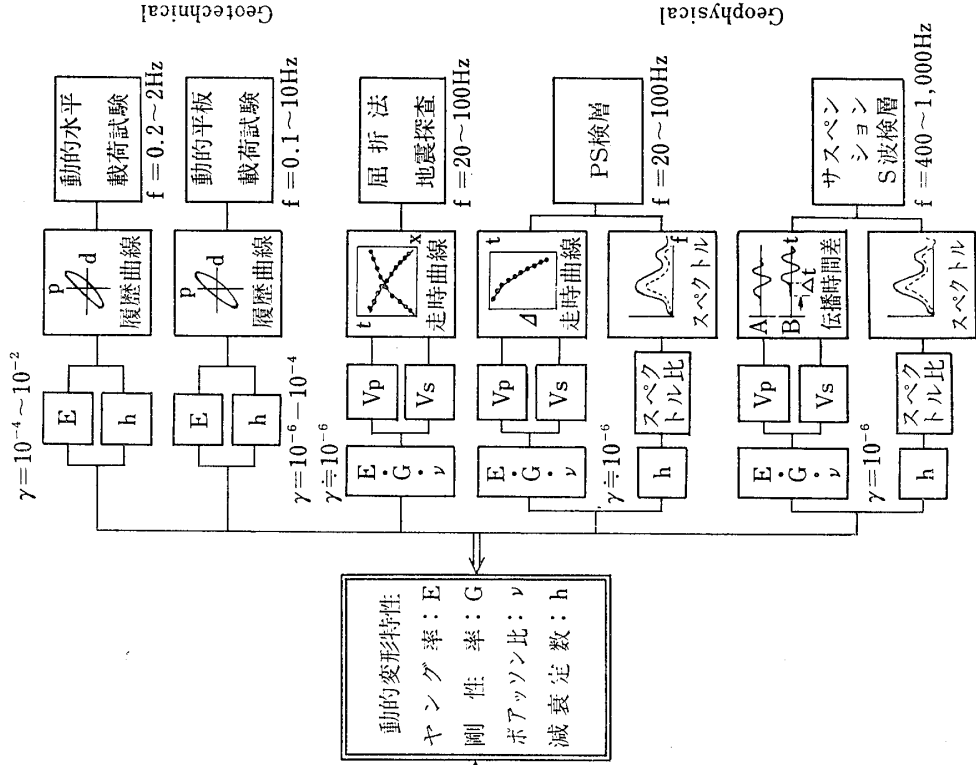 Geotechnical
動的水平
載荷試験
f=0.2~2Hz
p
d
履歴曲線
E
h
γ=10⁻⁴~10⁻²
動的平板
載荷試験
f=0.1~10Hz
p
d
履歴曲線
E
h
γ=10⁻⁶−10⁻⁴
Geophysical
屈折法
地震探査
f=20~100Hz
t
x
走時曲線
Vp
Vs
E・G・ν
γ≒10⁻⁶
PS検層
f=20~100Hz
t
Δ
走時曲線
Vp
Vs
E・G・ν
γ≒10⁻⁶
f
スペクトル
スペク
トル比
h
サスペン
ション
S波検層
f=400~1,000Hz
A
B
t
Δt
伝播時間差
Vp
Vs
E・G・ν
γ=10⁻⁶
スペクトル
スペク
トル比
h
動的変形特性
ヤング率:E
剛性率:G
ポアッソン比:ν
減衰定数:h